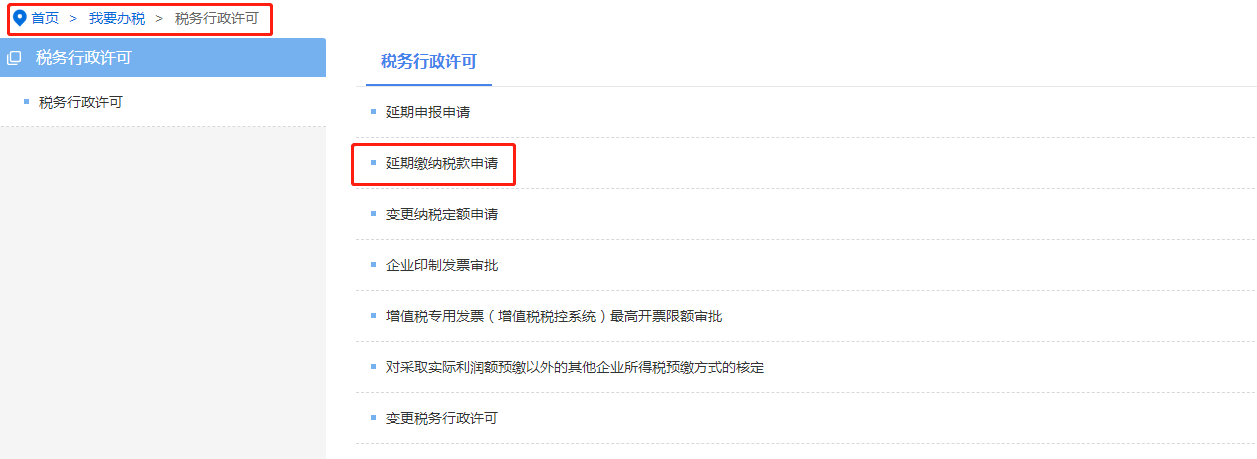 首页 > 我要办税 > 税务行政许可
税务行政许可
税务行政许可
税务行政许可
延期申报申请
延期缴纳税款申请
变更纳税定额申请
企业印制发票审批
增值税专用发票（增值税税控系统）最高开票限额审批
对采取实际利润额预缴以外的其他企业所得税预缴方式的核定
变更税务行政许可